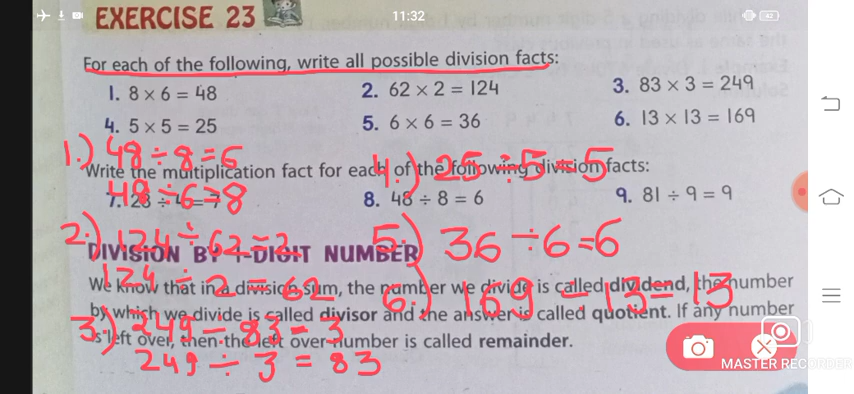 11:32
EXERCISE 23
For each of the following, write all possible division facts:
1. 8 × 6 = 48 2. 62 × 2 = 124 3. 83 × 3 = 249
4. 5 × 5 = 25 5. 6 × 6 = 36 6. 13 × 13 = 169
1.) 48 ÷ 8 = 6 4.) 25 ÷ 5 = 5
Write the multiplication fact for each of the following division facts:
48 ÷ 6 = 8
7. 28 ÷ 4 = 7 8. 48 ÷ 8 = 6 9. 81 ÷ 9 = 9
2.) 124 ÷ 62 = 2 5.) 36 ÷ 6 = 6
DIVISION BY 1-DIGIT NUMBER
124 ÷ 2 = 62 6.) 169 ÷ 13 = 13
We know that in a division sum, the number we divide is called dividend, the number
by which we divide is called divisor and the answer is called quotient. If any number
3.) 249 ÷ 83 = 3
is left over, then the left over number is called remainder.
249 ÷ 3 = 83
MASTER RECORDER